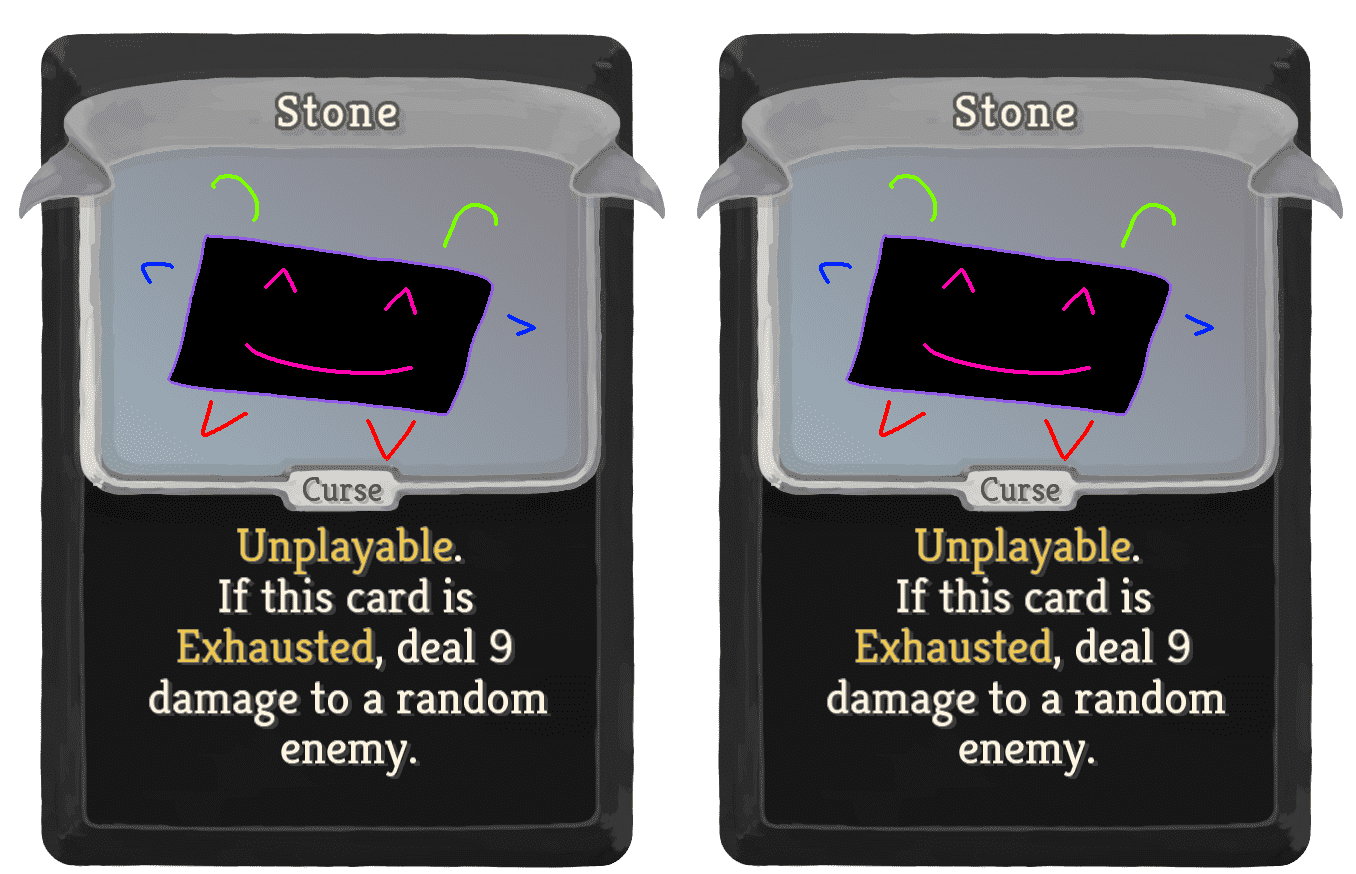 Stone
Curse
Unplayable.
If this card is
Exhausted, deal 9
damage to a random
enemy.
Stone
Curse
Unplayable.
If this card is
Exhausted, deal 9
damage to a random
enemy.